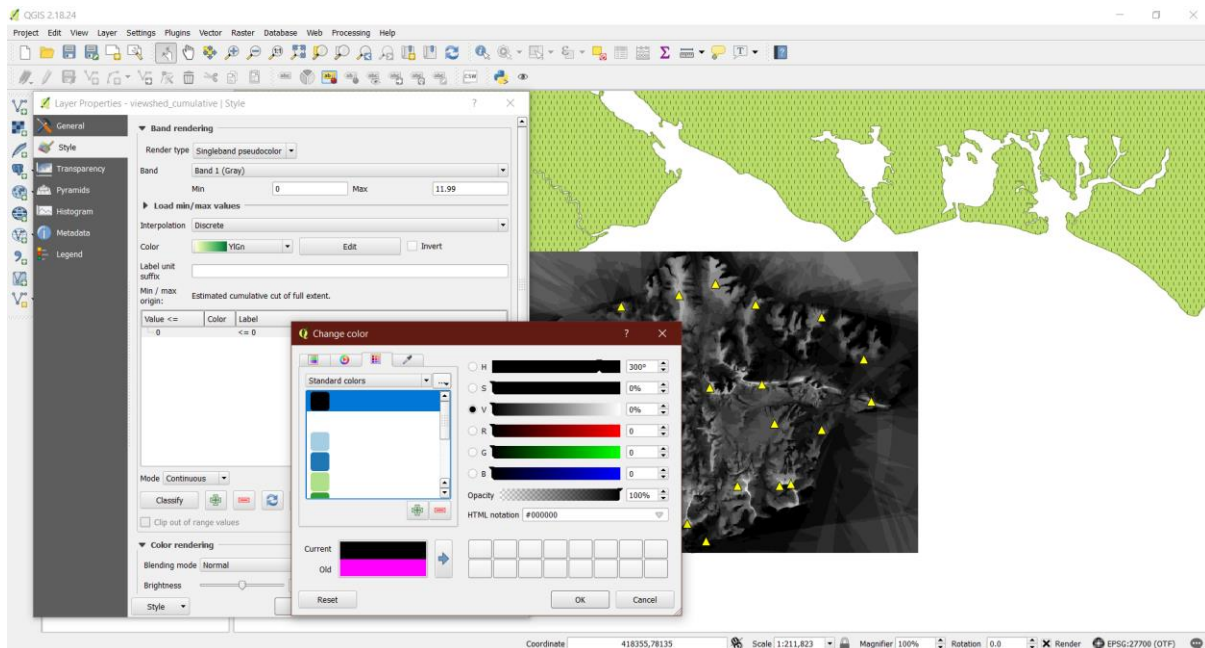 QGIS 2.18.24
Project Edit View Layer Settings Plugins Vector Raster Database Web Processing Help
Layer Properties - viewshed_cumulative | Style
General
Style
Transparency
Pyramids
Histogram
Metadata
Legend
Band rendering
Render type Singleband pseudocolor
Band Band 1 (Gray)
Min 0 Max 11.99
Load min/max values
Interpolation Discrete
Color YlGn Edit Invert
Label unit
suffix
Min / max
origin: Estimated cumulative cut of full extent.
Value <= Color Label
0 <= 0
Mode Continuous
Classify
Clip out of range values
Color rendering
Blending mode Normal
Brightness
Style
Change color
Standard colors
...
H 300°
S 0%
V 0%
R 0
G 0
B 0
Opacity 100%
HTML notation #000000
Current
Old
Reset OK Cancel
Coordinate 418355,78135 Scale 1:211,823 Magnifier 100% Rotation 0.0 Render EPSG:27700 (OTF)